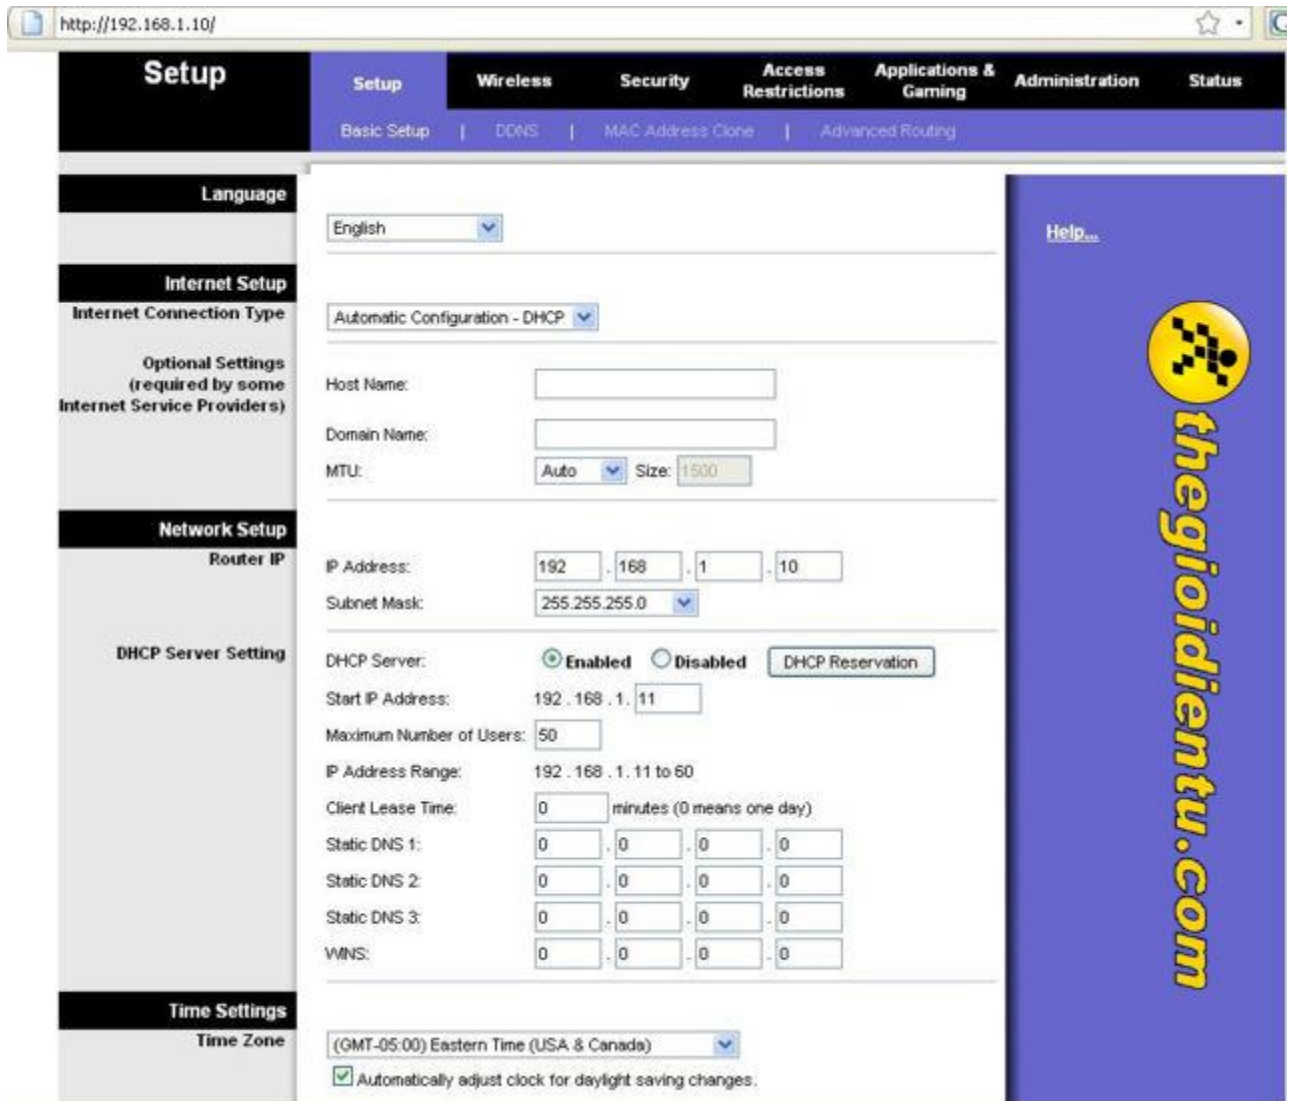 http://192.168.1.10/
Setup
Setup Wireless Security Access Restrictions Applications & Gaming Administration Status
Basic Setup | DDNS | MAC Address Clone | Advanced Routing
Language
English
Help...
Internet Setup
Internet Connection Type
Automatic Configuration - DHCP
Optional Settings
(required by some
Internet Service Providers)
Host Name:
Domain Name:
MTU: Auto Size: 1500
Network Setup
Router IP
IP Address: 192 . 168 . 1 . 10
Subnet Mask: 255.255.255.0
DHCP Server Setting
DHCP Server: Enabled Disabled DHCP Reservation
Start IP Address: 192 . 168 . 1. 11
Maximum Number of Users: 50
IP Address Range: 192 . 168 . 1. 11 to 60
Client Lease Time: 0 minutes (0 means one day)
Static DNS 1: 0 . 0 . 0 . 0
Static DNS 2: 0 . 0 . 0 . 0
Static DNS 3: 0 . 0 . 0 . 0
WINS: 0 . 0 . 0 . 0
Time Settings
Time Zone
(GMT-05:00) Eastern Time (USA & Canada)
Automatically adjust clock for daylight saving changes.
thegioidientu.com